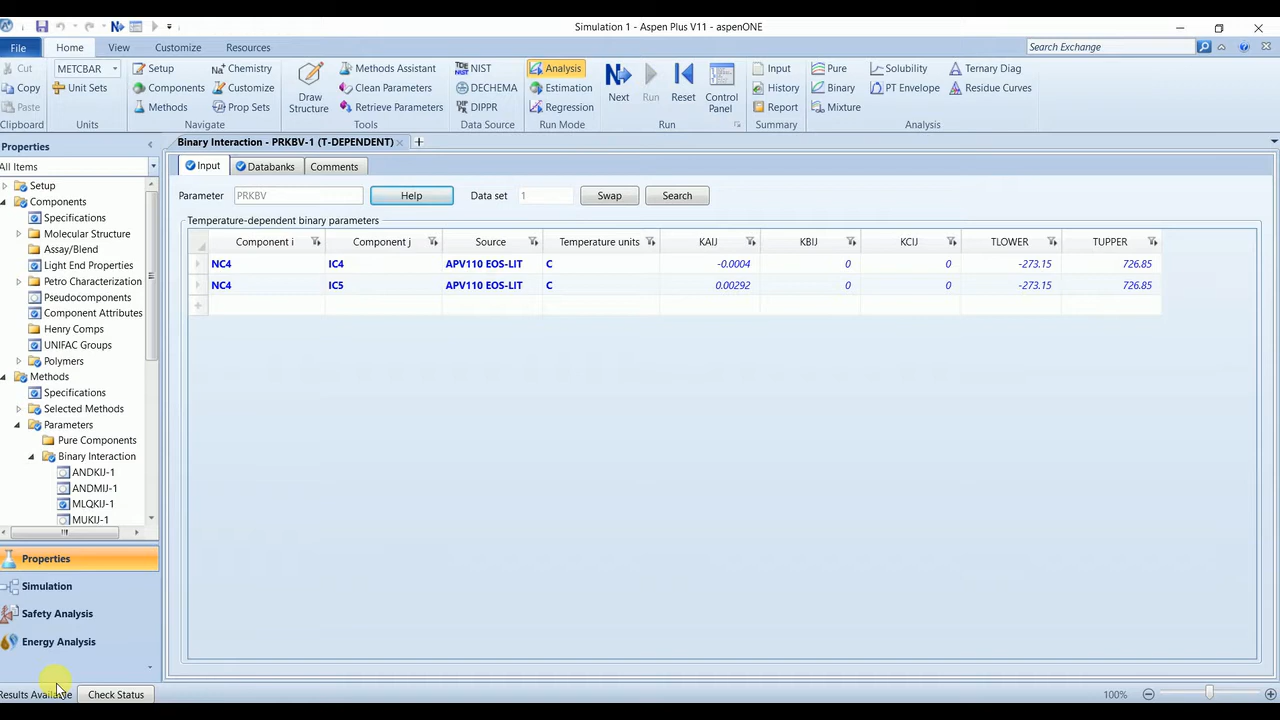 Simulation 1 - Aspen Plus V11 - aspenONE
File
Home
View
Customize
Resources
Search Exchange
Cut
Copy
Paste
Clipboard
METCBAR
Unit Sets
Units
Setup
Components
Methods
Chemistry
Customize
Prop Sets
Navigate
Draw
Structure
Methods Assistant
Clean Parameters
Retrieve Parameters
Tools
NIST
DECHEMA
DIPPR
Data Source
Analysis
Estimation
Regression
Run Mode
Next
Run
Reset
Control
Panel
Run
Input
History
Report
Summary
Pure
Binary
Mixture
Solubility
PT Envelope
Ternary Diag
Residue Curves
Analysis
Properties
All Items
Setup
Components
Specifications
Molecular Structure
Assay/Blend
Light End Properties
Petro Characterization
Pseudocomponents
Component Attributes
Henry Comps
UNIFAC Groups
Polymers
Methods
Specifications
Selected Methods
Parameters
Pure Components
Binary Interaction
ANDKIJ-1
ANDMIJ-1
MLQKIJ-1
MUKIJ-1
Properties
Simulation
Safety Analysis
Energy Analysis
Binary Interaction - PRKBV-1 (T-DEPENDENT)
Input
Databanks
Comments
Parameter PRKBV Help Data set 1 Swap Search
Temperature-dependent binary parameters
Component i Component j Source Temperature units KAIJ KBIJ KCIJ TLOWER TUPPER
NC4 IC4 APV110 EOS-LIT C -0.0004 0 0 -273.15 726.85
NC4 IC5 APV110 EOS-LIT C 0.00292 0 0 -273.15 726.85
Results Available Check Status 100%